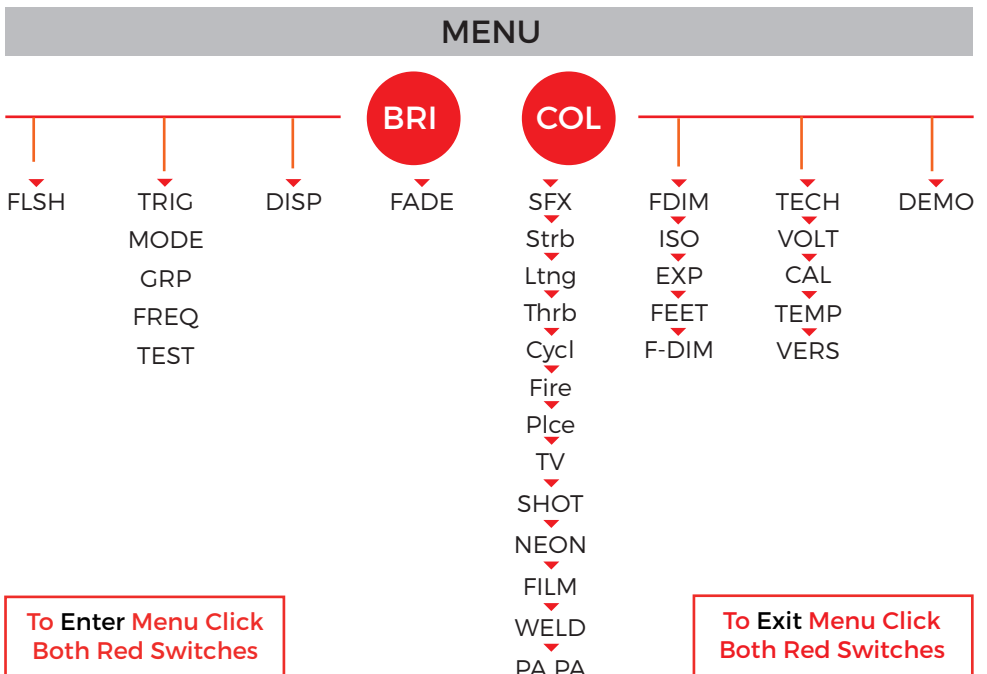 MENU
BRI COL
FLSH TRIG DISP FADE SFX FDIM TECH DEMO
MODE Strb ISO VOLT
GRP Ltng EXP CAL
FREQ Thrb FEET TEMP
TEST Cycl F-DIM VERS
Fire
Plce
TV
SHOT
NEON
FILM
WELD
PA PA
To Enter Menu Click
Both Red Switches
To Exit Menu Click
Both Red Switches